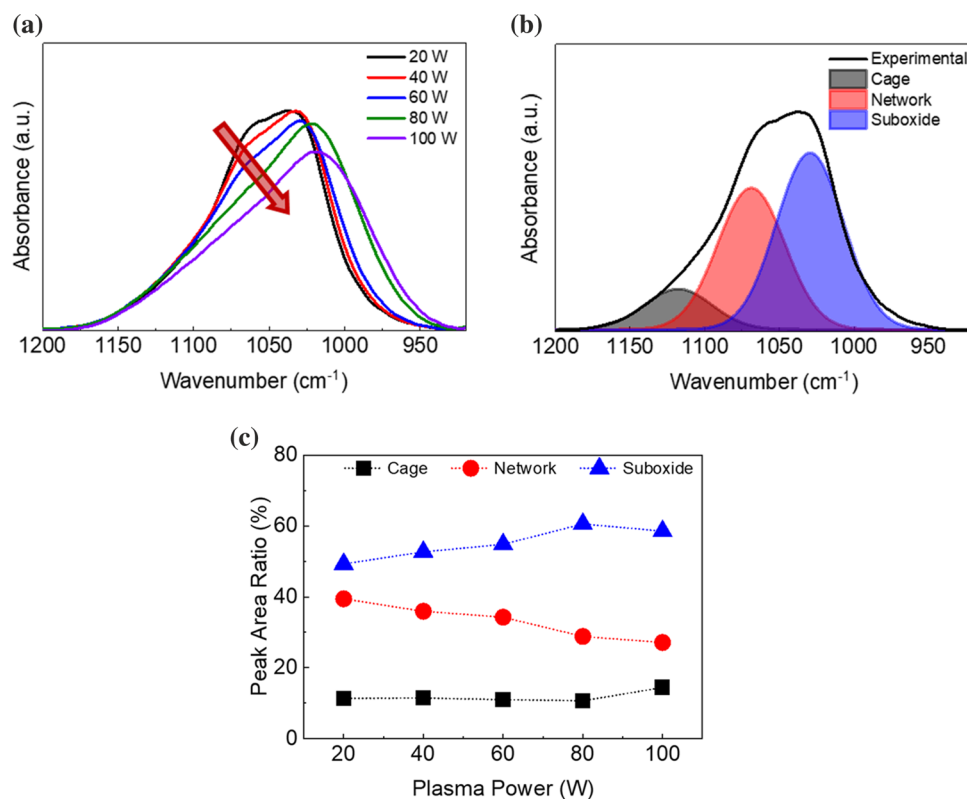 (a)
20 W
40 W
60 W
80 W
100 W
Absorbance (a.u.)
1200 1150 1100 1050 1000 950
Wavenumber (cm⁻¹)
(b)
Experimental
Cage
Network
Suboxide
Absorbance (a.u.)
1200 1150 1100 1050 1000 950
Wavenumber (cm⁻¹)
(c)
Cage Network Suboxide
Peak Area Ratio (%)
80
60
40
20
0
20 40 60 80 100
Plasma Power (W)